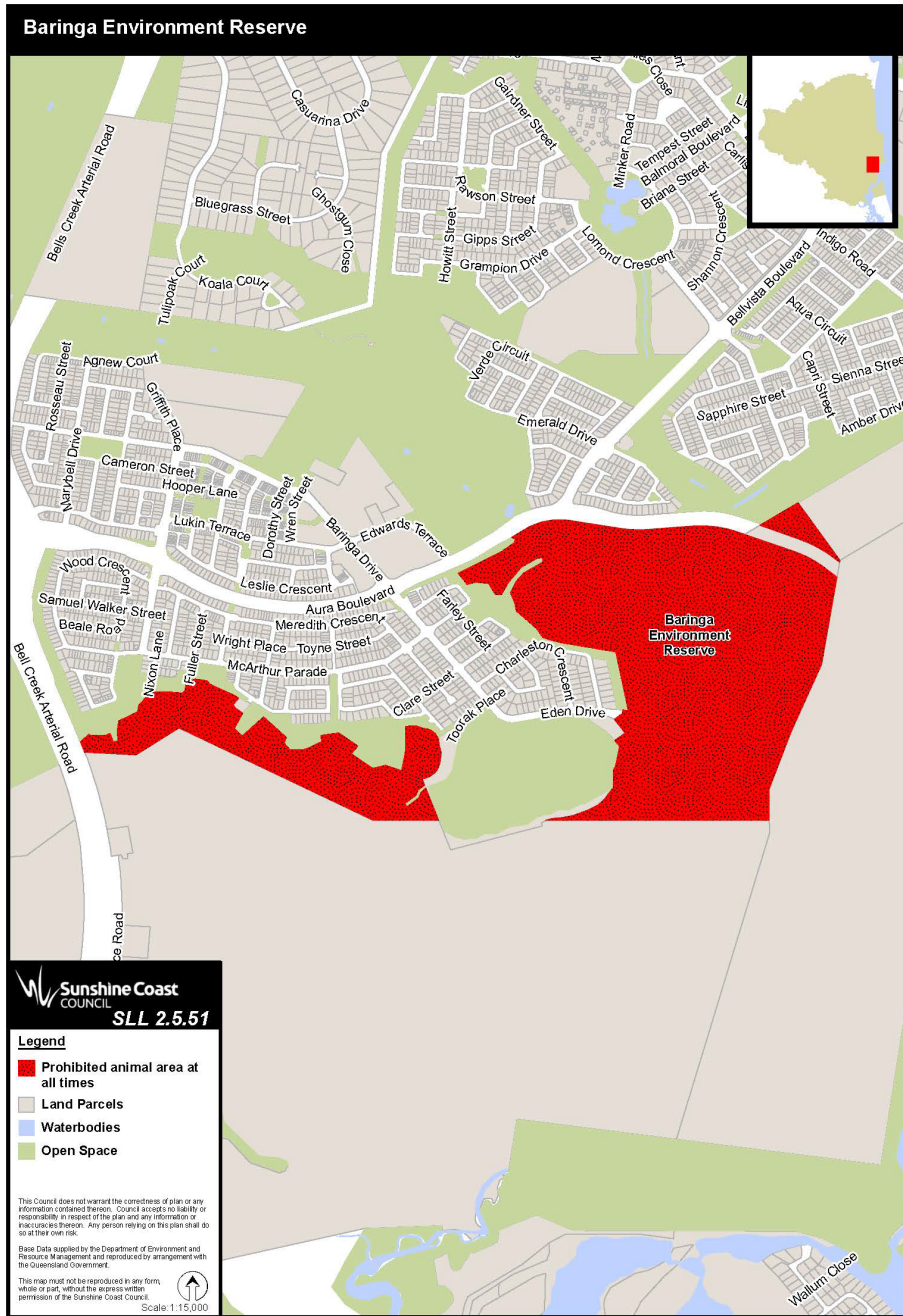 Baringa Environment Reserve
Casuarina Drive
Gairdner Street
Minker Road
Tempest Street
Balmoral Boulevard
Briana Street
Bells Creek Arterial Road
Bluegrass Street
Ghostgum Close
Rawson Street
Howitt Street
Gipps Street
Grampion Drive
Lomond Crescent
Shannon Crescent
Bellvista Boulevard
Indigo Road
Tulipoak Court
Koala Court
Aqua Circuit
Capri Street
Sienna Stree
Sapphire Street
Amber Driv
Verde Circuit
Emerald Drive
Agnew Court
Rosseau Street
Griffith Place
Marybell Drive
Cameron Street
Hooper Lane
Lukin Terrace
Dorothy Street
Wren Street
Baringa Drive
Edwards Terrace
Leslie Crescent
Aura Boulevard
Wood Crescent
Samuel Walker Street
Beale Road
Nixon Lane
Fuller Street
Meredith Crescen
Wright Place
Toyne Street
McArthur Parade
Farley Street
Charleston Crescent
Clare Street
Toorak Place
Eden Drive
Bell Creek Arterial Road
Baringa
Environment
Reserve
ce Road
Sunshine Coast
COUNCIL
SLL 2.5.51
Legend
Prohibited animal area at
all times
Land Parcels
Waterbodies
Open Space
This Council does not warrant the correctness of plan or any
information contained thereon. Council accepts no liability or
responsibility in respect of the plan and any information or
inaccuracies thereon. Any person relying on this plan shall do
so at their own risk.
Base Data supplied by the Department of Environment and
Resource Management and reproduced by arrangement with
the Queensland Government.
This map must not be reproduced in any form,
whole or part, without the express written
permission of the Sunshine Coast Council.
Scale:1:15,000
Wallum Close